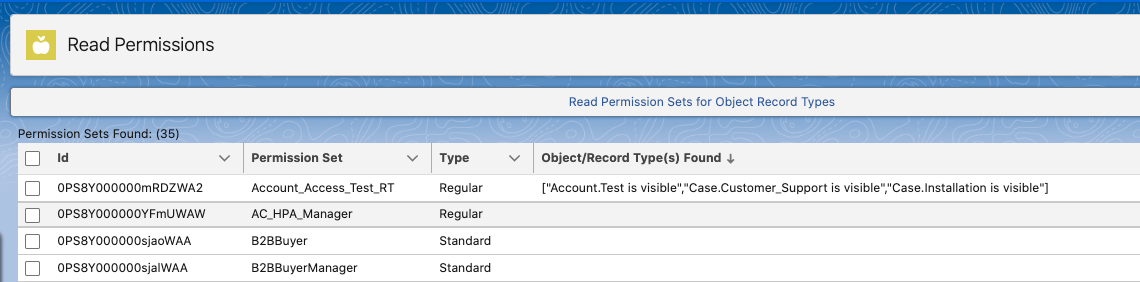 Read Permissions
Read Permission Sets for Object Record Types
Permission Sets Found: (35)
Id Permission Set Type Object/Record Type(s) Found ↓
0PS8Y000000mRDZWA2 Account_Access_Test_RT Regular ["Account.Test is visible","Case.Customer_Support is visible","Case.Installation is visible"]
0PS8Y000000YFmUWAW AC_HPA_Manager Regular
0PS8Y000000sjaoWAA B2BBuyer Standard
0PS8Y000000sjalWAA B2BBuyerManager Standard